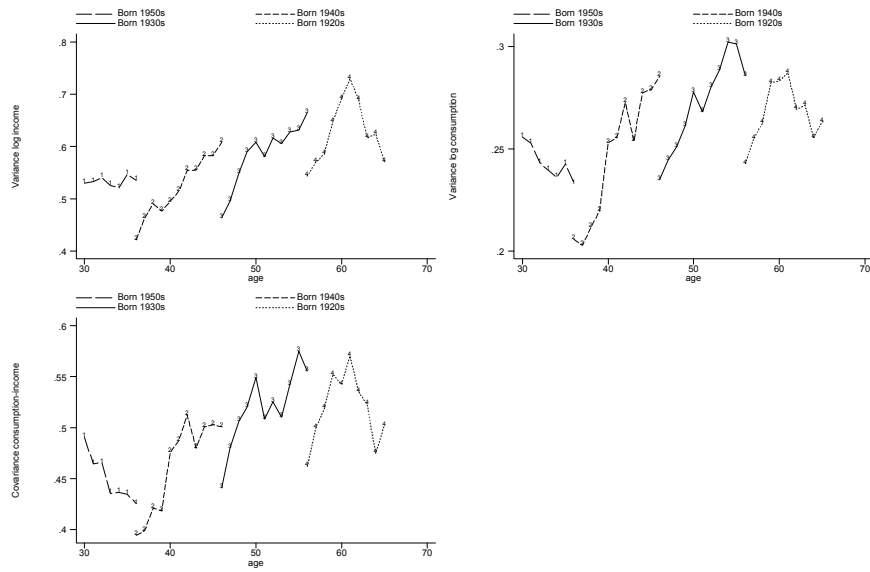 Born 1950s Born 1940s
Born 1930s Born 1920s
Variance log income
.8
.7
.6
.5
.4
30 40 50 60 70
age
Born 1950s Born 1940s
Born 1930s Born 1920s
Variance log consumption
.3
.25
.2
30 40 50 60 70
age
Born 1950s Born 1940s
Born 1930s Born 1920s
Covariance consumption-income
.6
.55
.5
.45
.4
30 40 50 60 70
age